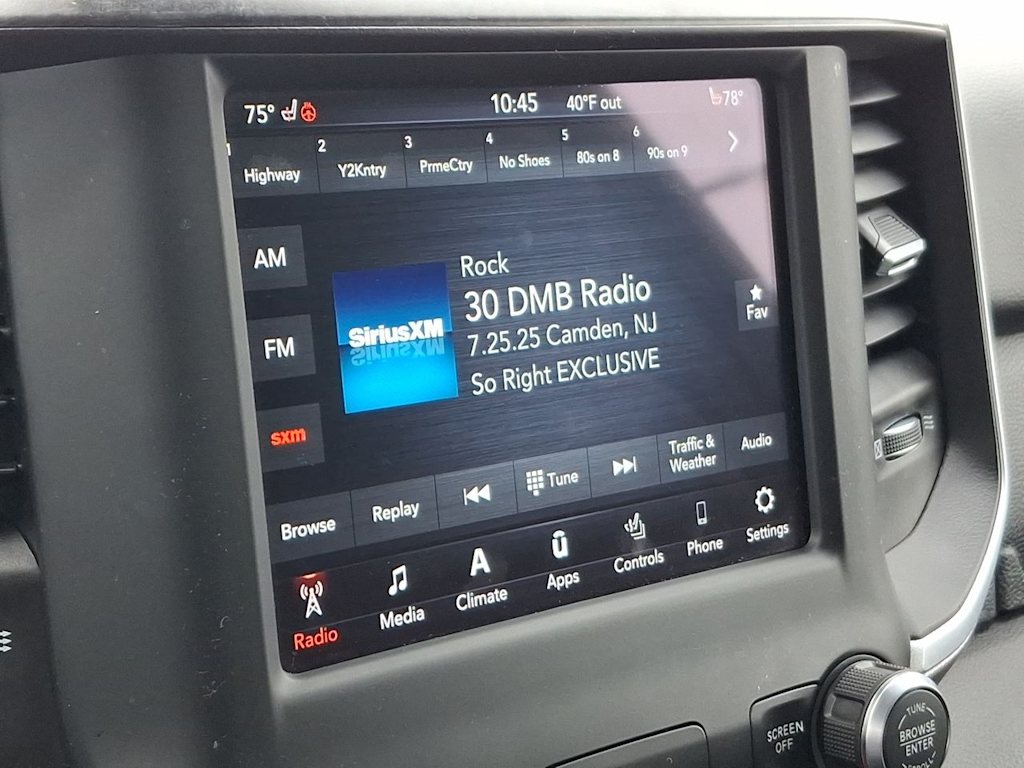 75°
10:45
40°F out
78°
1
Highway
2
Y2Kntry
3
PrmeCtry
4
No Shoes
5
80s on 8
6
90s on 9
AM
FM
sxm
SiriusXM
Rock
30 DMB Radio
7.25.25 Camden, NJ
So Right EXCLUSIVE
Fav
Browse
Replay
Tune
Traffic &
Weather
Audio
Radio
Media
Climate
Apps
Controls
Phone
Settings
SCREEN
OFF
TUNE
BROWSE
ENTER
SCROLL